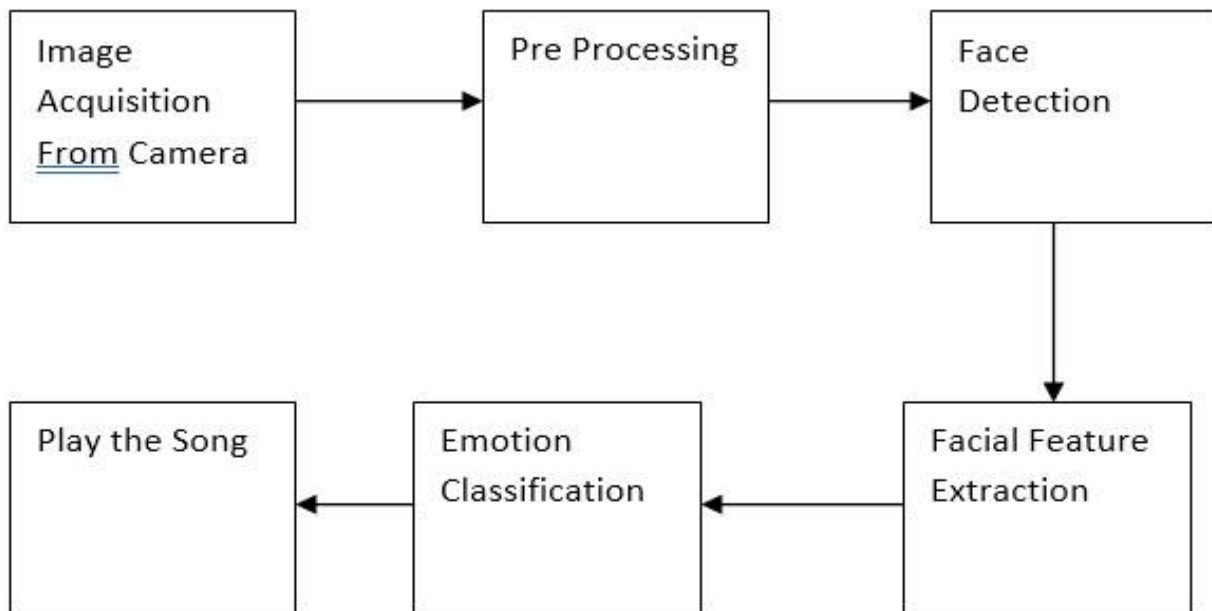 Image
Acquisition
From Camera
Pre Processing
Face
Detection
Play the Song
Emotion
Classification
Facial Feature
Extraction